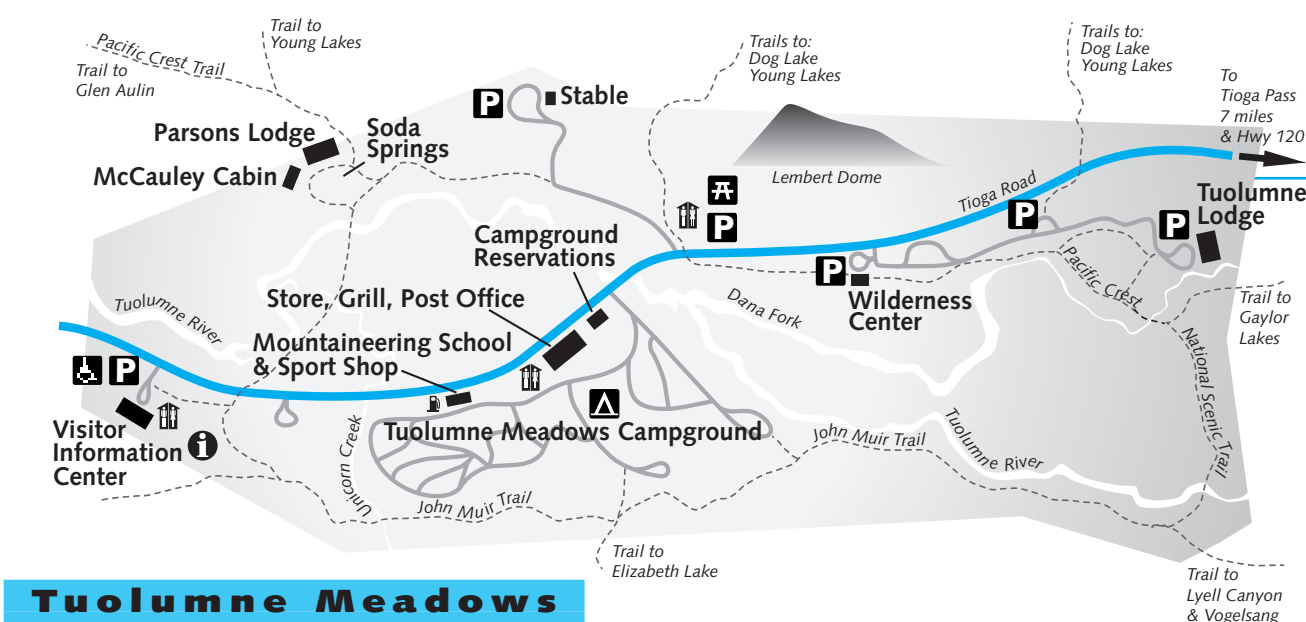 Trail to
Young Lakes
Pacific Crest Trail
Trail to
Glen Aulin
Trails to:
Dog Lake
Young Lakes
Trails to:
Dog Lake
Young Lakes
To
Tioga Pass
7 miles
& Hwy 120
P
Stable
Parsons Lodge
Soda
Springs
McCauley Cabin
Lembert Dome
Tioga Road
Tuolumne
Lodge
P
P
P
Campground
Reservations
P
Wilderness
Center
Pacific Crest
Dana Fork
Trail to
Gaylor
Lakes
Store, Grill, Post Office
Tuolumne River
Mountaineering School
& Sport Shop
National Scenic Trail
P
Visitor
Information
Center
i
Unicorn Creek
Tuolumne Meadows Campground
John Muir Trail
Tuolumne River
John Muir Trail
Trail to
Elizabeth Lake
Trail to
Lyell Canyon
& Vogelsang
Tuolumne Meadows